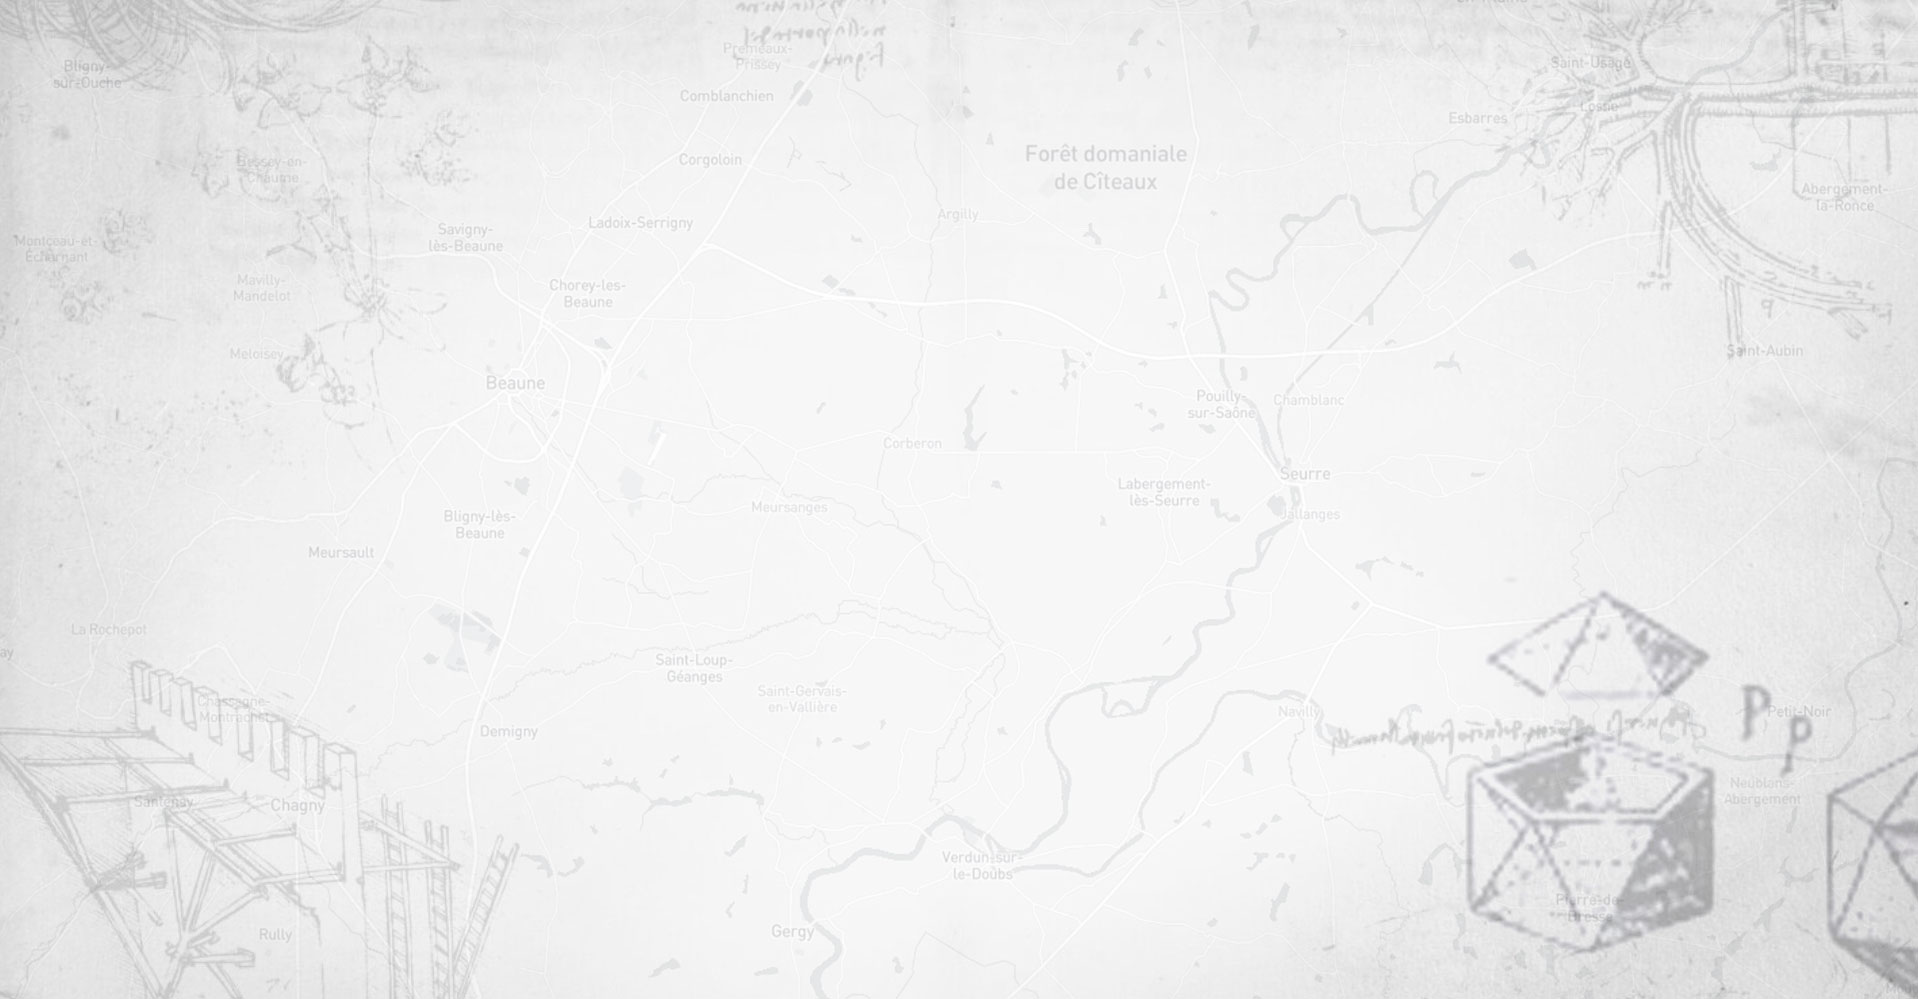 en-Plaine
Premeaux-
Prissey
Bligny-
sur-Ouche
Saint-Usage
Comblanchien
Losne
Esbarres
Forêt domaniale
de Cîteaux
Corgoloin
Bessey-en-
Chaume
Abergement-
la-Ronce
Argilly
Ladoix-Serrigny
Savigny-
lès-Beaune
Montceau-et-
Écharnant
Mavilly-
Mandelot
Chorey-les-
Beaune
Meloisey
Saint-Aubin
Beaune
Pouilly-
sur-Saône
Chamblanc
Corberon
Seurre
Labergement-
lès-Seurre
Meursanges
Jallanges
Bligny-lès-
Beaune
Meursault
La Rochepot
ay
Saint-Loup-
Géanges
Saint-Gervais-
en-Vallière
Chassagne-
Montrachet
Navilly
P
p
Petit-Noir
Demigny
Neublans-
Abergement
Santenay
Chagny
Verdun-sur-
le-Doubs
Pierre-de-
Bresse
Gergy
Rully